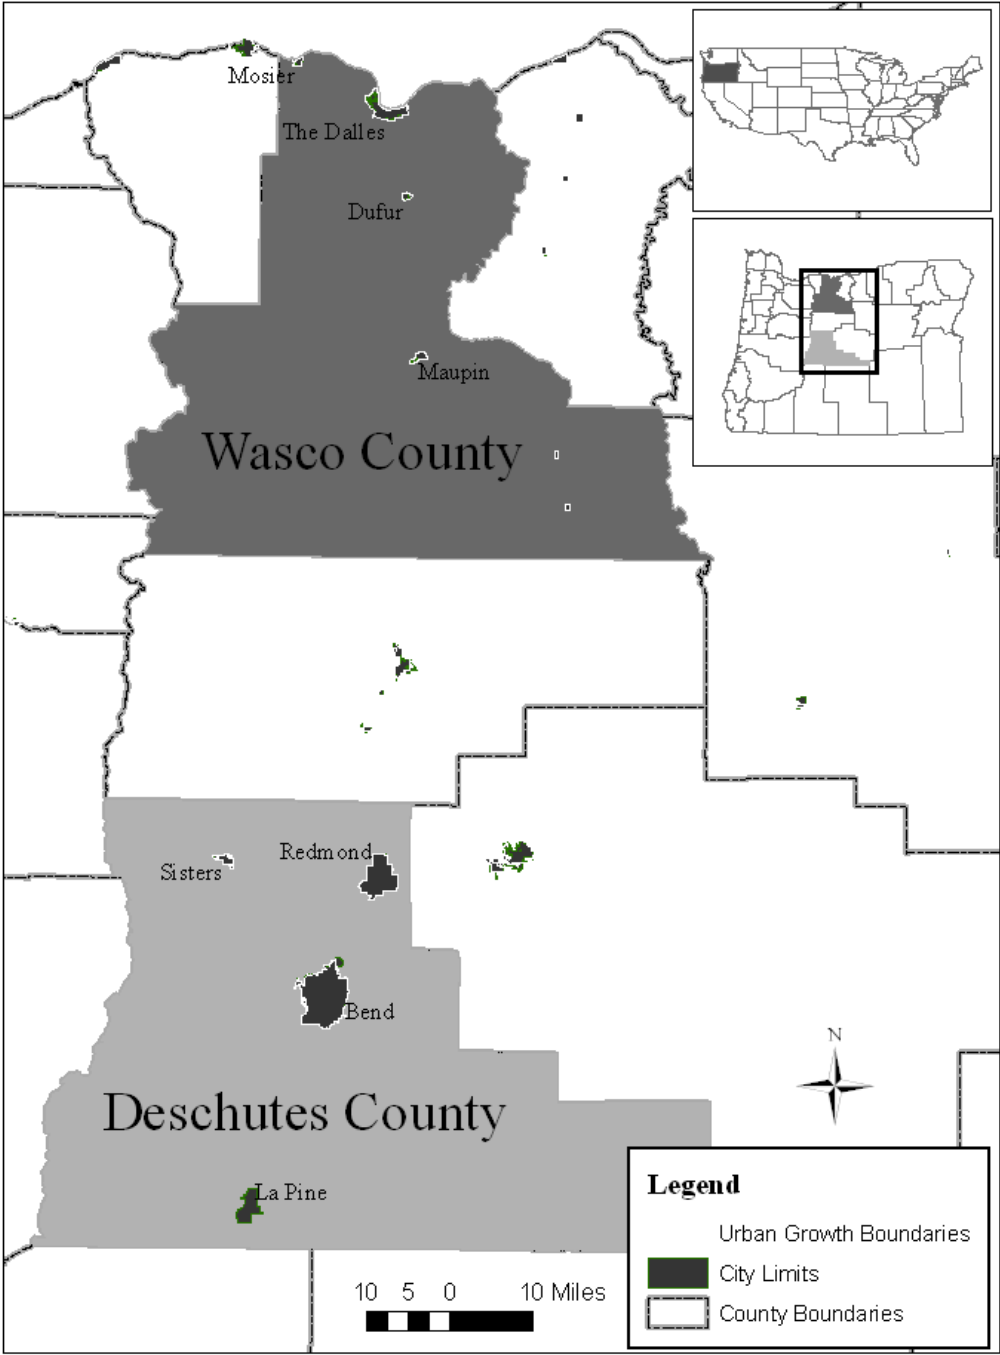 Mosier
The Dalles
Dufur
Maupin
Wasco County
Redmond
Sisters
Bend
Deschutes County
La Pine
N
Legend
Urban Growth Boundaries
City Limits
County Boundaries
10 5 0 10 Miles